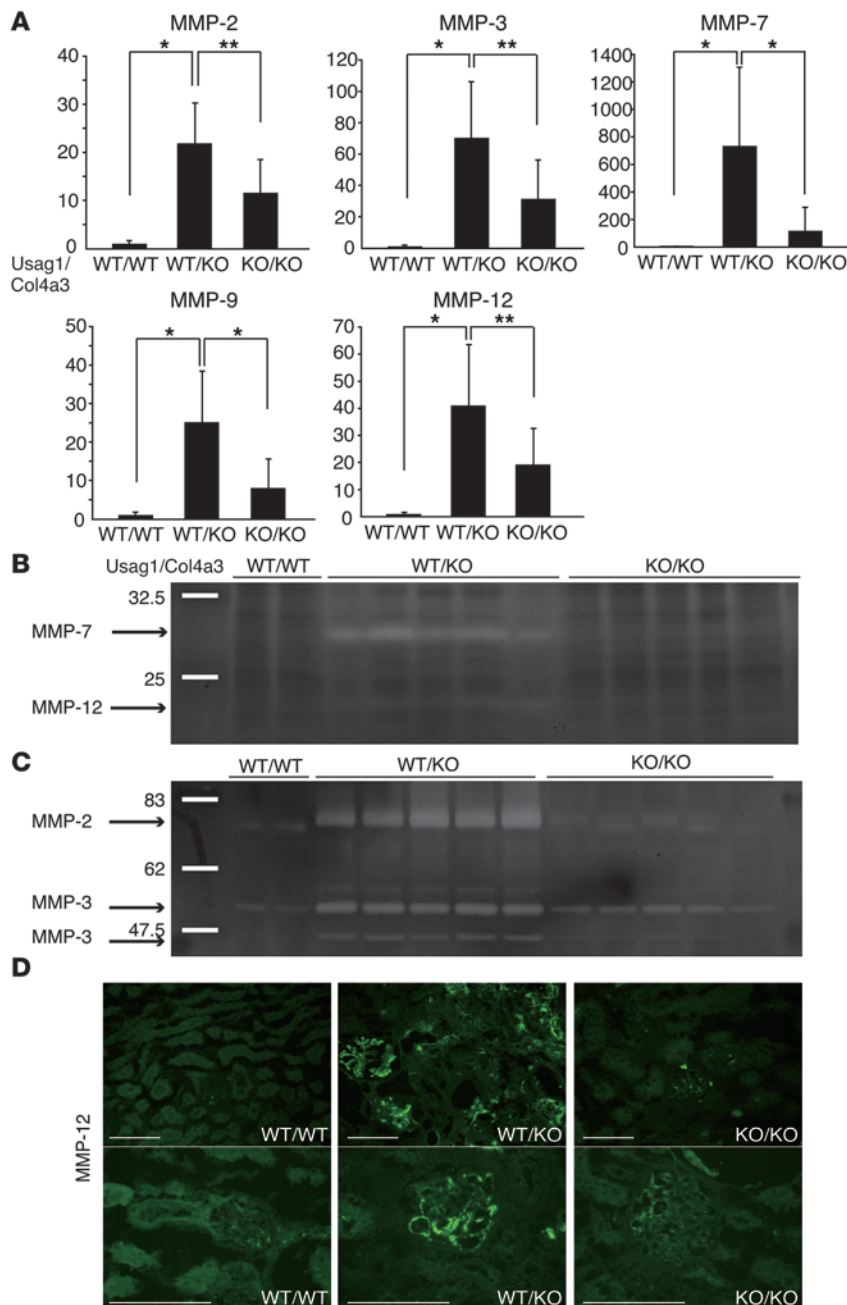 A
MMP-2
MMP-3
MMP-7
* **
* **
* *
40
30
20
10
0
120
100
80
60
40
20
0
1400
1200
1000
800
600
400
200
0
Usag1/
Col4a3
WT/WT WT/KO KO/KO
WT/WT WT/KO KO/KO
WT/WT WT/KO KO/KO
MMP-9
MMP-12
* *
* **
50
40
30
20
10
0
70
60
50
40
30
20
10
0
WT/WT WT/KO KO/KO
WT/WT WT/KO KO/KO
B
Usag1/Col4a3 WT/WT WT/KO KO/KO
32.5
MMP-7
25
MMP-12
C
WT/WT WT/KO KO/KO
83
MMP-2
62
MMP-3
47.5
MMP-3
D
MMP-12
WT/WT WT/KO KO/KO
WT/WT WT/KO KO/KO